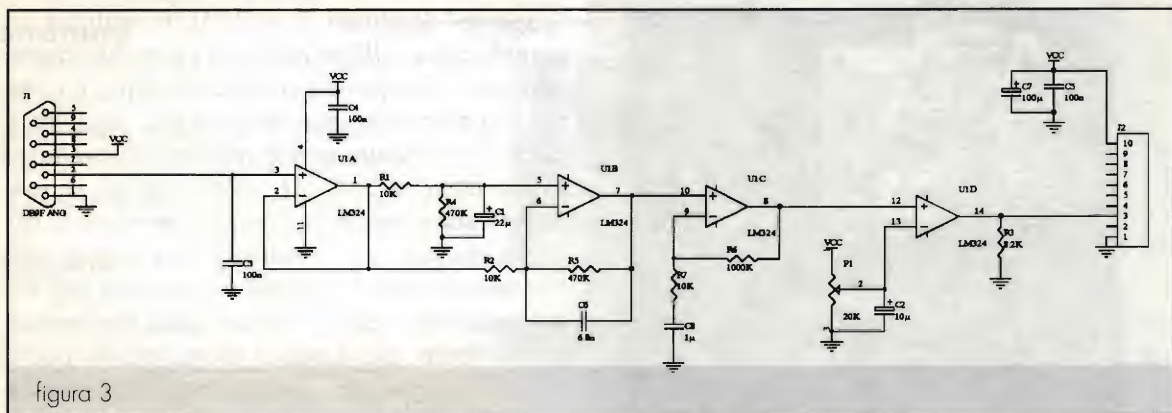 J1
5
9
4
8
3
7
2
6
1
DB9F ANG
VCC
C3
100n
VCC
C4
100n
4
U1A
3
2
1
11
LM324
R1
10K
R4
470K
C1
22µ
R2
10K
U1B
5
6
7
LM324
R5
470K
C6
6.8n
U1C
10
9
8
LM324
R6
1000K
R7
10K
C8
1µ
VCC
P1
2
20K
3
C2
10µ
U1D
12
13
14
LM324
R3
8.2K
VCC
C7
100µ
C5
100n
J2
10
9
8
7
6
5
4
3
2
1
figura 3